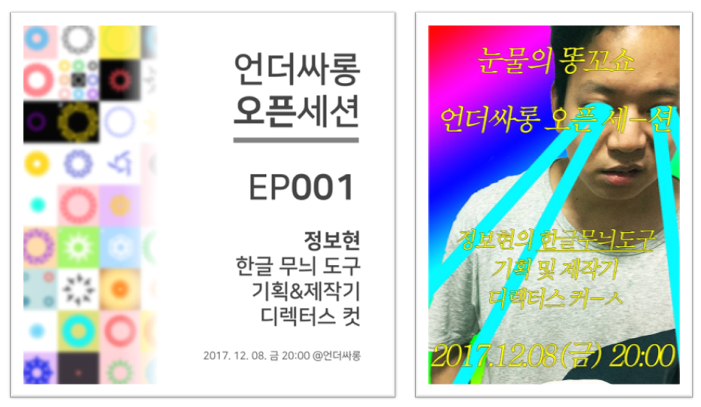 언더싸롱
오픈세션
EP001
정보현
한글 무늬 도구
기획&제작기
디렉터스 컷
2017. 12. 08. 금 20:00 @언더싸롱
눈물의 똥꼬쇼
언더싸롱 오픈 세-션
정보현의 한글무늬도구
기획 및 제작기
디렉터스 커-ㅅ
2017.12.08(금) 20:00